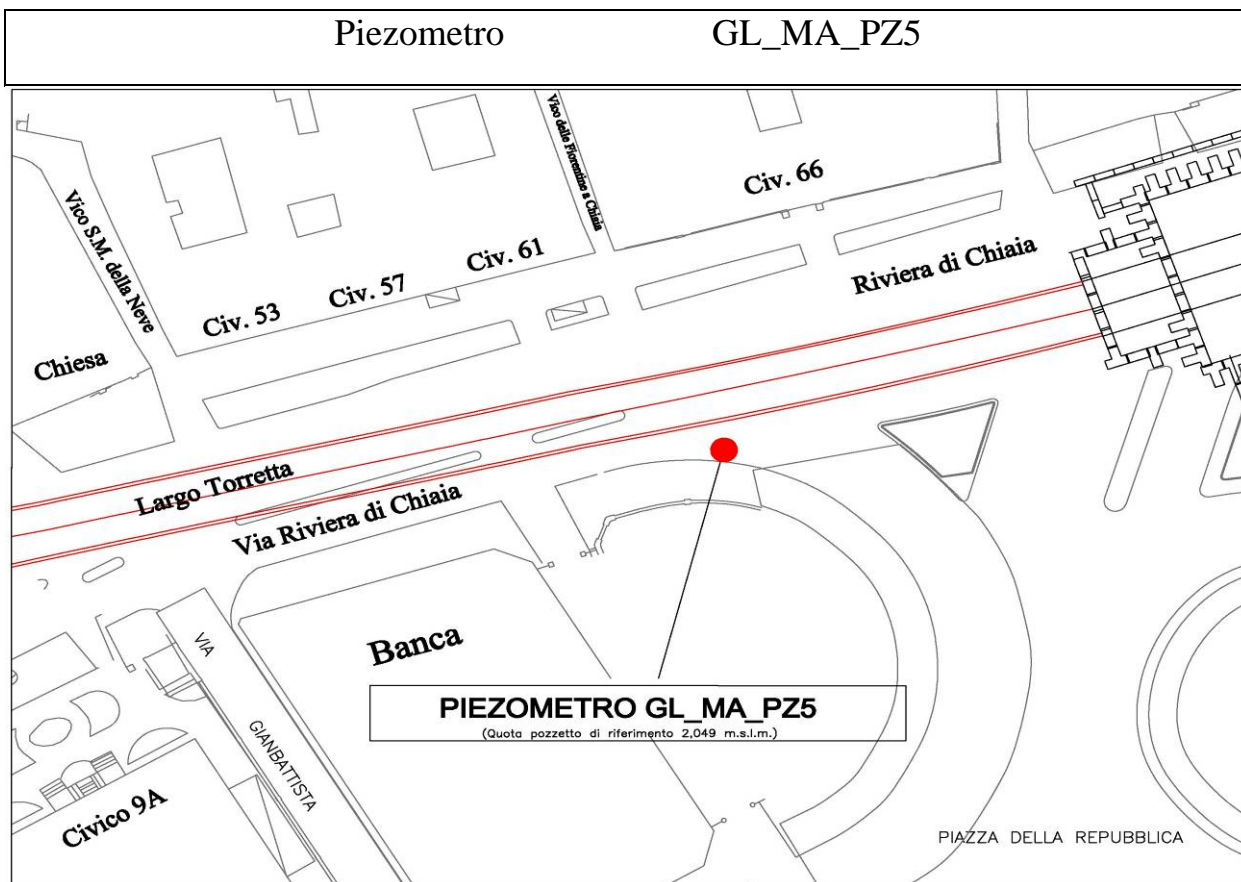 Piezometro GL_MA_PZ5
Vico S.M. della Neve
Vico delle Fiorentine a Chiaia
Civ. 66
Civ. 61
Civ. 57
Civ. 53
Chiesa
Riviera di Chiaia
Largo Torretta
Via Riviera di Chiaia
Banca
PIEZOMETRO GL_MA_PZ5
(Quota pozzetto di riferimento 2,049 m.s.l.m.)
VIA
GIANBATTISTA
Civico 9A
PIAZZA DELLA REPUBBLICA